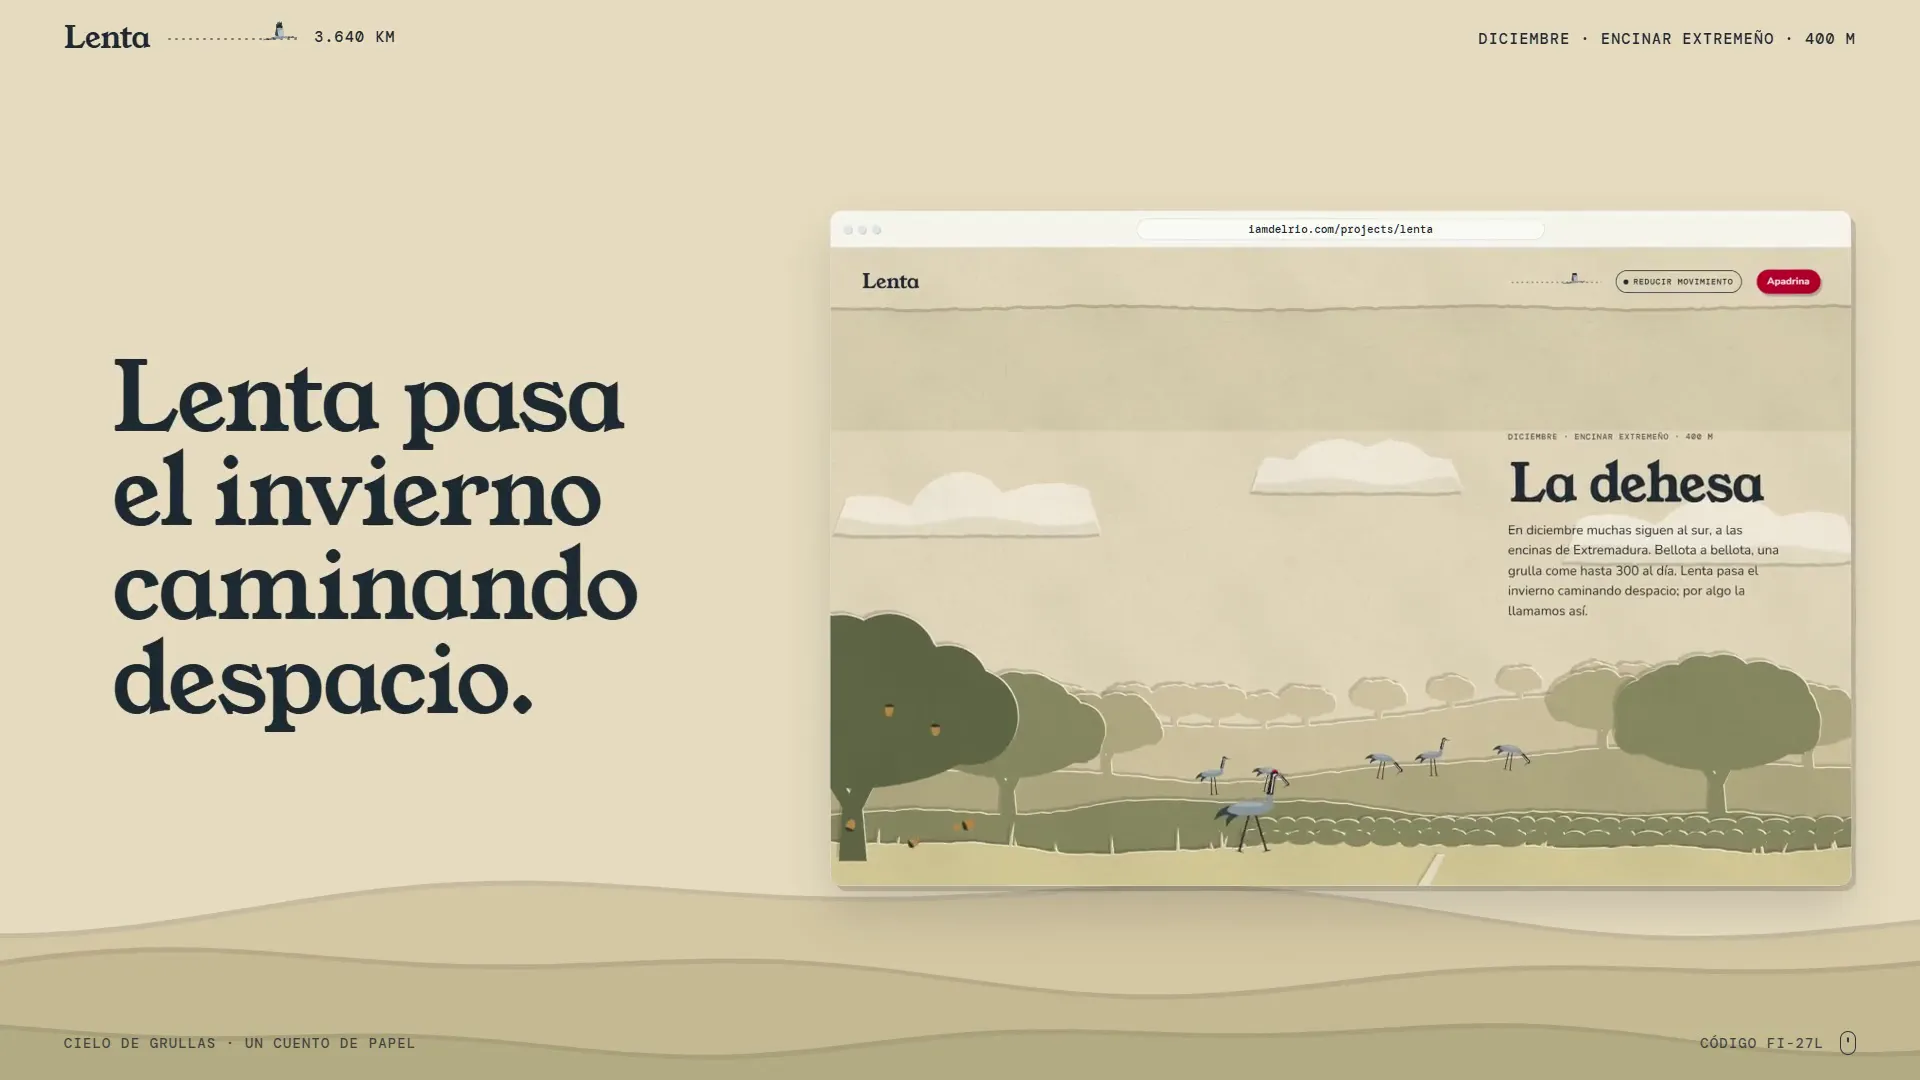 Lenta
3.640 KM
DICIEMBRE · ENCINAR EXTREMEÑO · 400 M
Lenta pasa
el invierno
caminando
despacio.
iamdelrio.com/projects/lenta
Lenta
REDUCIR MOVIMIENTO
Apadrina
DICIEMBRE · ENCINAR EXTREMEÑO · 400 M
La dehesa
En diciembre muchas siguen al sur, a las
encinas de Extremadura. Bellota a bellota, una
grulla come hasta 300 al día. Lenta pasa el
invierno caminando despacio; por algo la
llamamos así.
CIELO DE GRULLAS · UN CUENTO DE PAPEL
CÓDIGO FI-27L